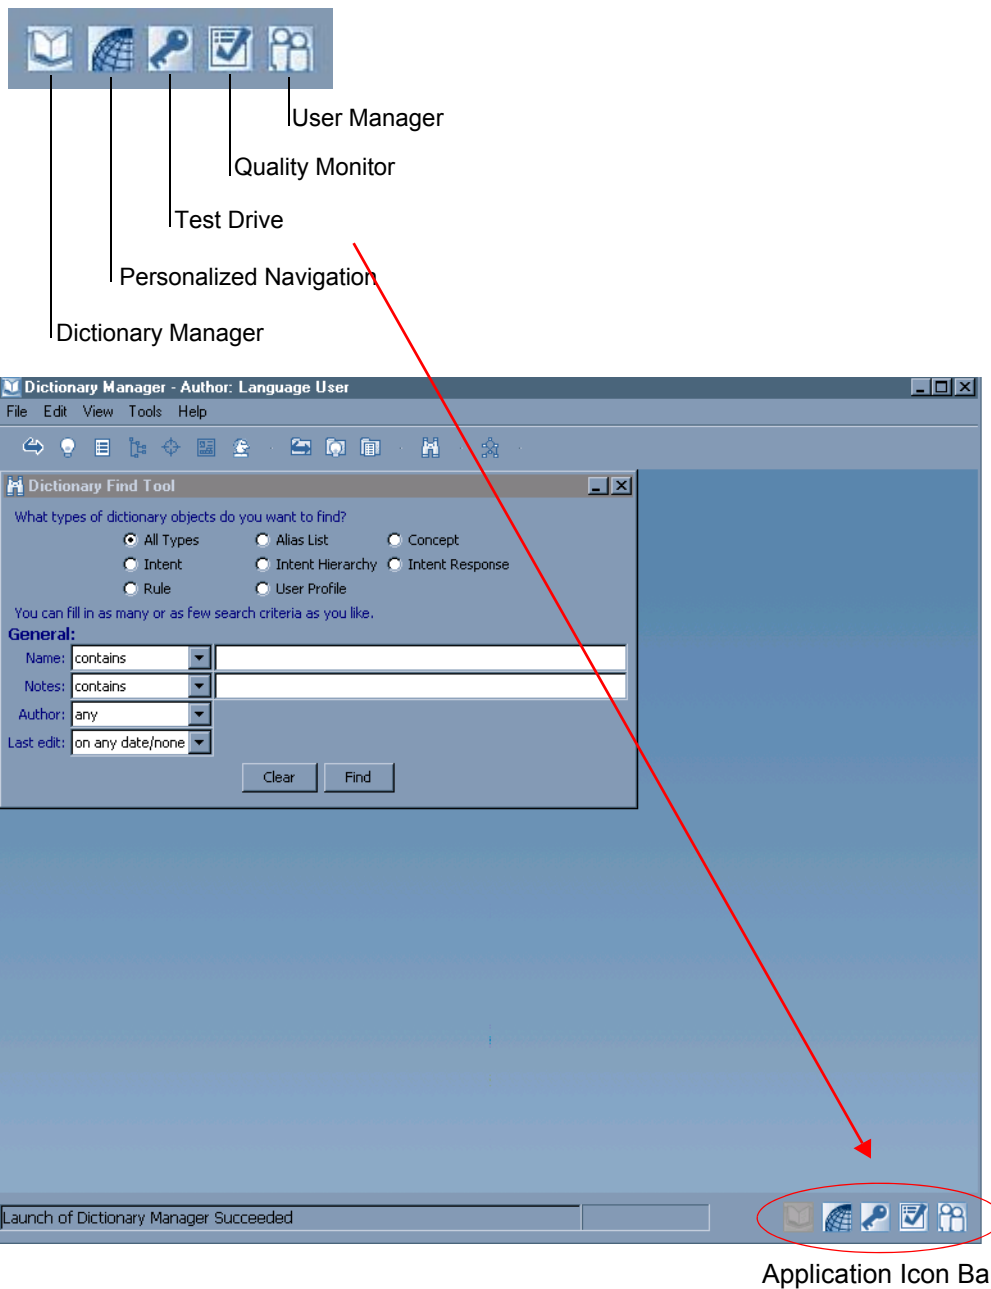 User Manager
Quality Monitor
Test Drive
Personalized Navigation
Dictionary Manager
Dictionary Manager - Author: Language User
File Edit View Tools Help
Dictionary Find Tool
What types of dictionary objects do you want to find?
All Types Alias List Concept
Intent Intent Hierarchy Intent Response
Rule User Profile
You can fill in as many or as few search criteria as you like.
General:
Name: contains
Notes: contains
Author: any
Last edit: on any date/none
Clear Find
Launch of Dictionary Manager Succeeded
Application Icon Ba